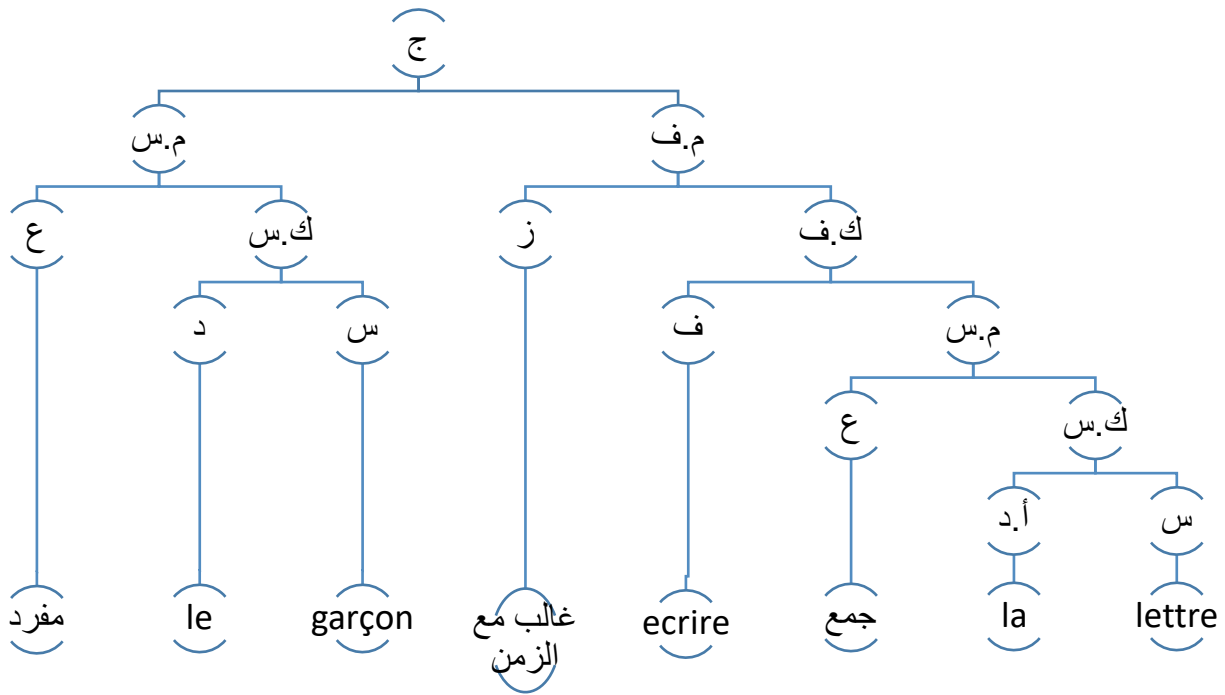 ج
م.س
م.ف
ع
ك.س
ز
ك.ف
د
س
ف
م.س
ع
ك.س
أ.د
س
مفرد
le
garçon
غالب مع
الزمن
ecrire
جمع
la
lettre